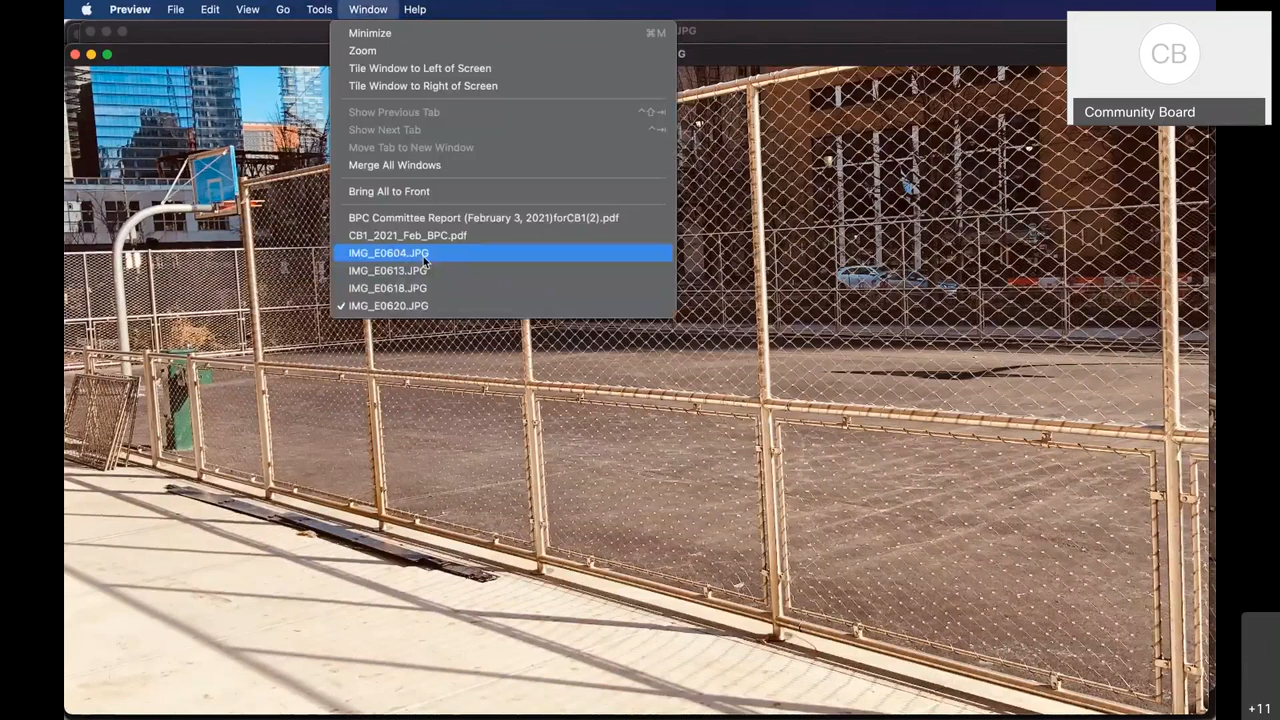 Preview File Edit View Go Tools Window Help
JPG
G
Minimize ⌘M
Zoom
Tile Window to Left of Screen
Tile Window to Right of Screen
Show Previous Tab ^⇧⇥
Show Next Tab ^⇥
Move Tab to New Window
Merge All Windows
Bring All to Front
BPC Committee Report (February 3, 2021)forCB1(2).pdf
CB1_2021_Feb_BPC.pdf
IMG_E0604.JPG
IMG_E0613.JPG
IMG_E0618.JPG
✓ IMG_E0620.JPG
CB
Community Board
+11